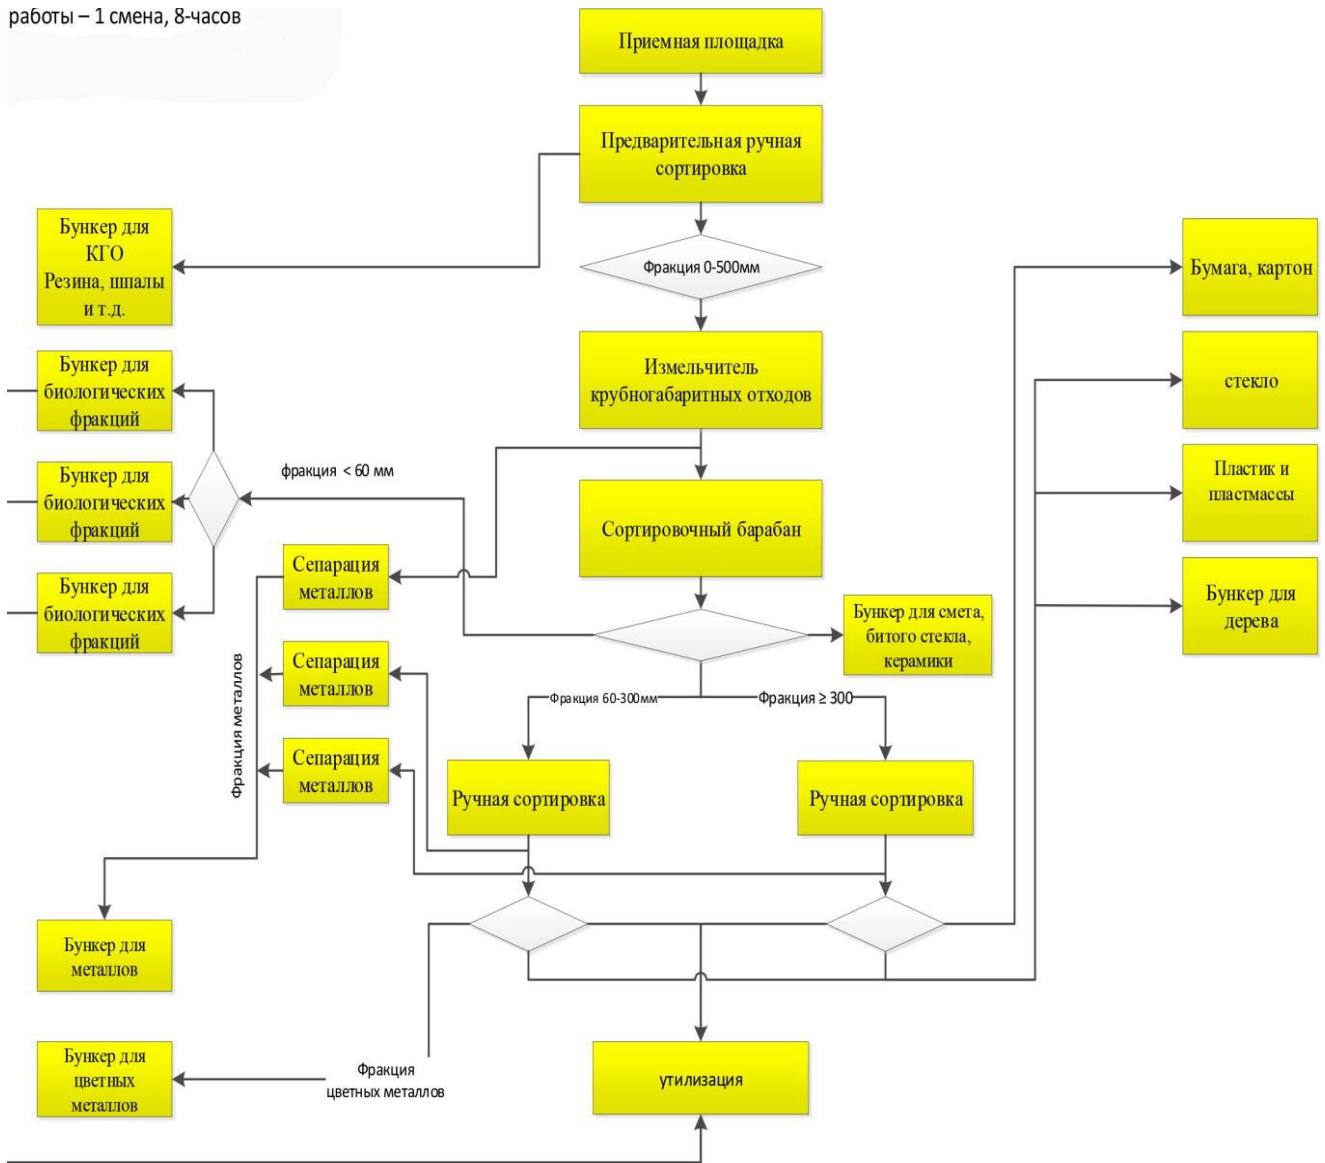 работы – 1 смена, 8-часов
Приемная площадка
Предварительная ручная
сортировка
Бункер для
КГО
Резина, шпалы
и т.д.
Фракция 0-500мм
Бумага, картон
Измельчитель
крубногабаритных отходов
стекло
Бункер для
биологических
фракций
фракция < 60 мм
Бункер для
биологических
фракций
Сортировочный барабан
Пластик и
пластмассы
Сепарация
металлов
Бункер для
биологических
фракций
Бункер для
дерева
Бункер для смета,
битого стекла,
керамики
Сепарация
металлов
Фракция металлов
Фракция 60-300мм
Фракция ≥ 300
Сепарация
металлов
Ручная сортировка
Ручная сортировка
Бункер для
металлов
Бункер для
цветных
металлов
Фракция
цветных металлов
утилизация